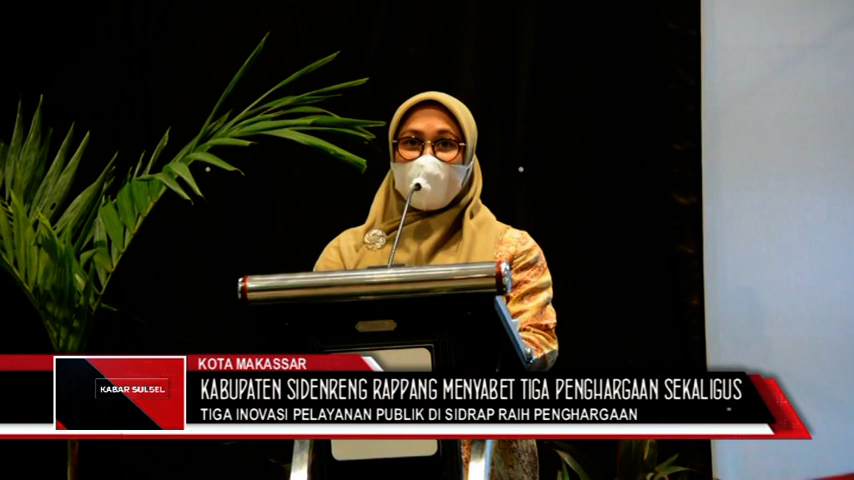 KOTA MAKASSAR
KABAR SULSEL
KABUPATEN SIDENRENG RAPPANG MENYABET TIGA PENGHARGAAN SEKALIGUS
TIGA INOVASI PELAYANAN PUBLIK DI SIDRAP RAIH PENGHARGAAN